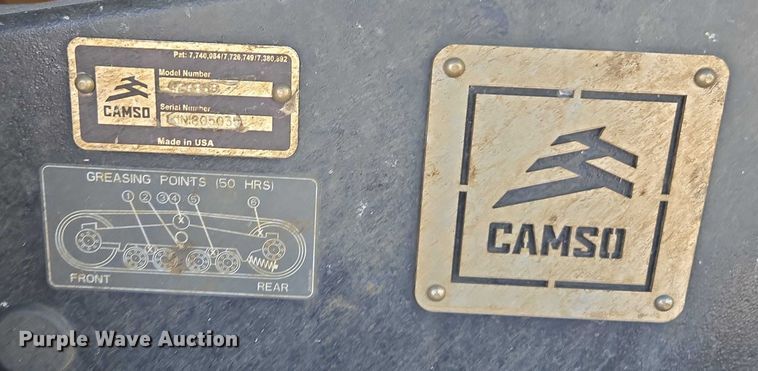 Pat: 7,740,084/7,726,749/7,380,892
Model Number
CAMSO
Serial Number
Made in USA
GREASING POINTS (50 HRS)
1 2 3 4 5 6
FRONT
REAR
CAMSO
Purple Wave Auction